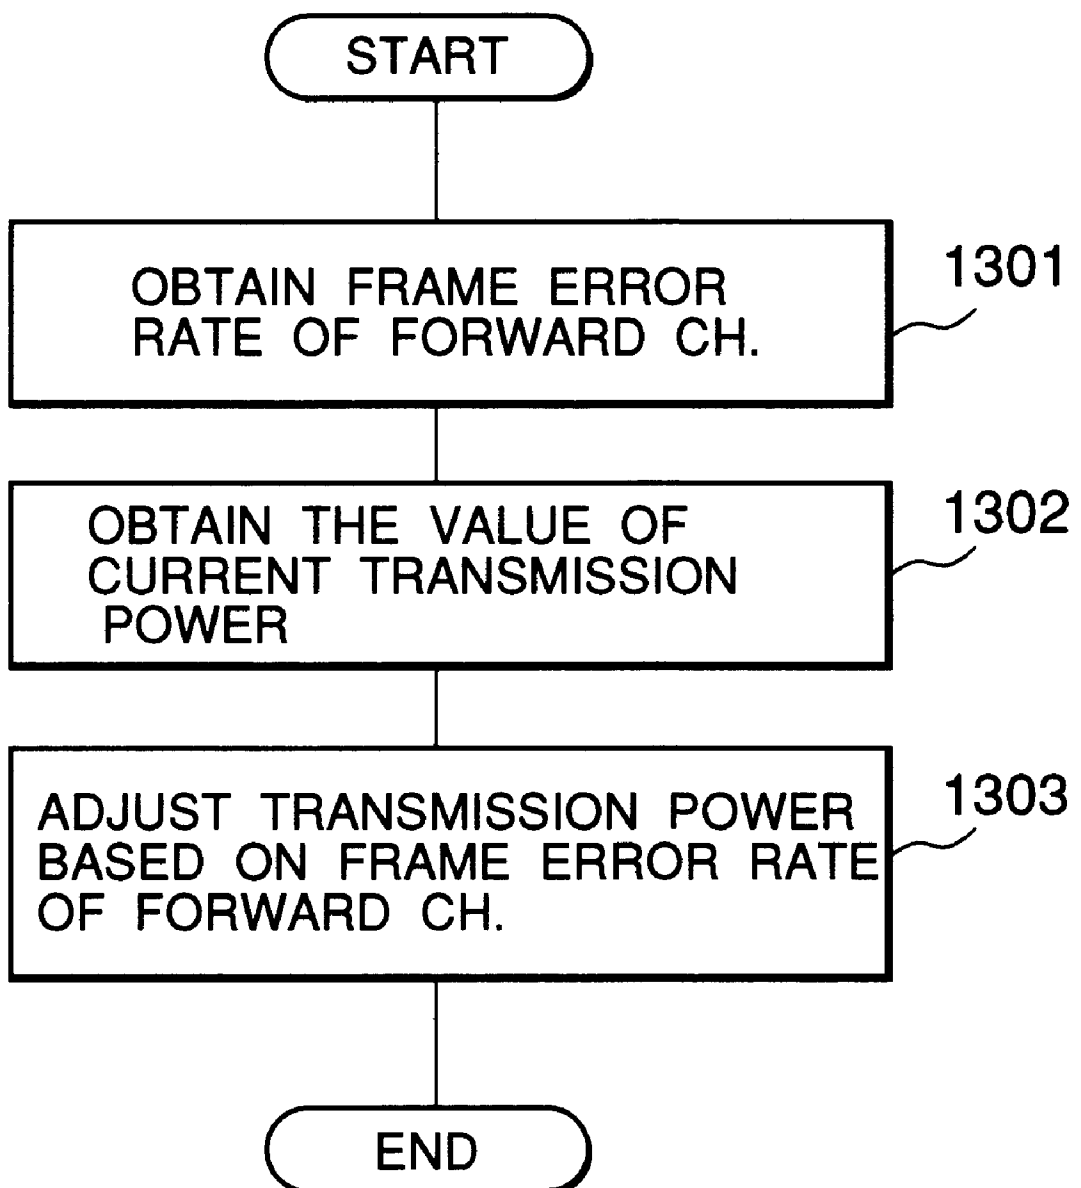 START
OBTAIN FRAME ERROR
RATE OF FORWARD CH.
1301
OBTAIN THE VALUE OF
CURRENT TRANSMISSION
POWER
1302
ADJUST TRANSMISSION POWER
BASED ON FRAME ERROR RATE
OF FORWARD CH.
1303
END